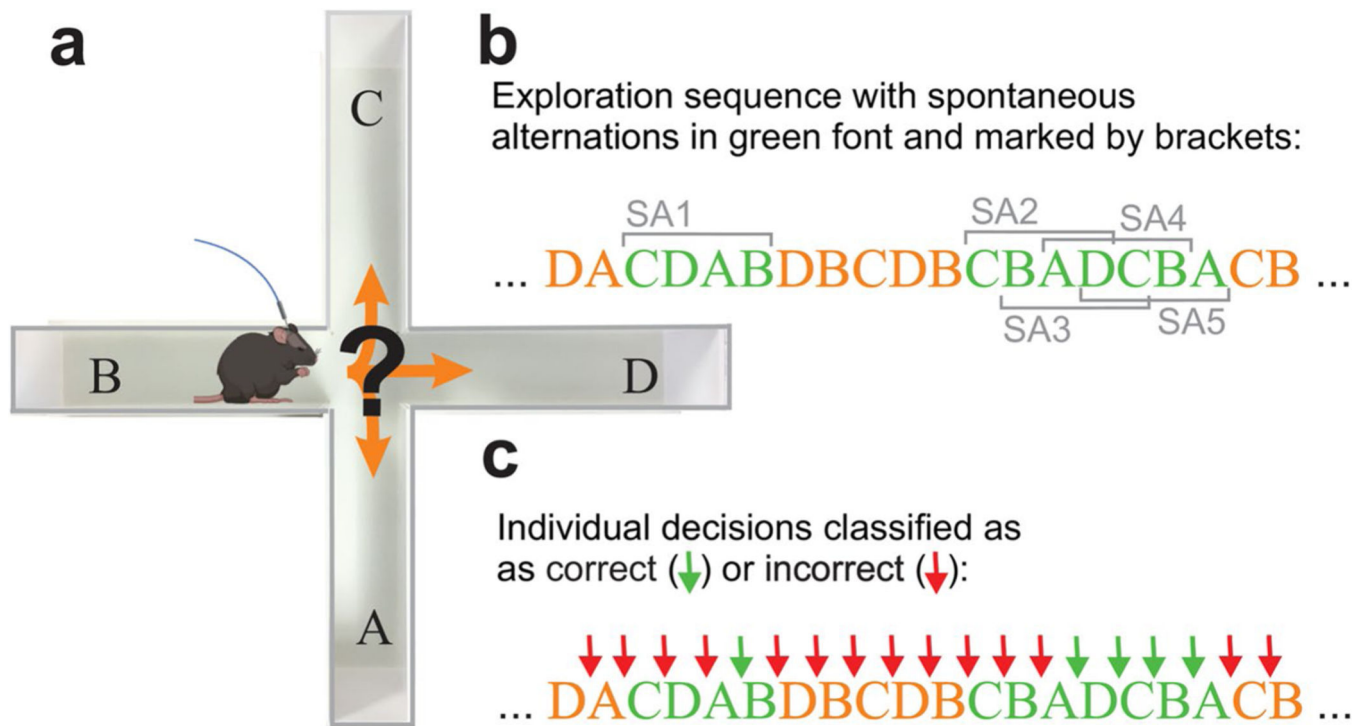 a
C
B
?
D
A
b
Exploration sequence with spontaneous
alternations in green font and marked by brackets:
SA1 SA2 SA4
... DACDABDBCDBCBADCBACB ...
SA3 SA5
c
Individual decisions classified as
as correct (↓) or incorrect (↓):
... DACDABDBCDBCBADCBACB ...